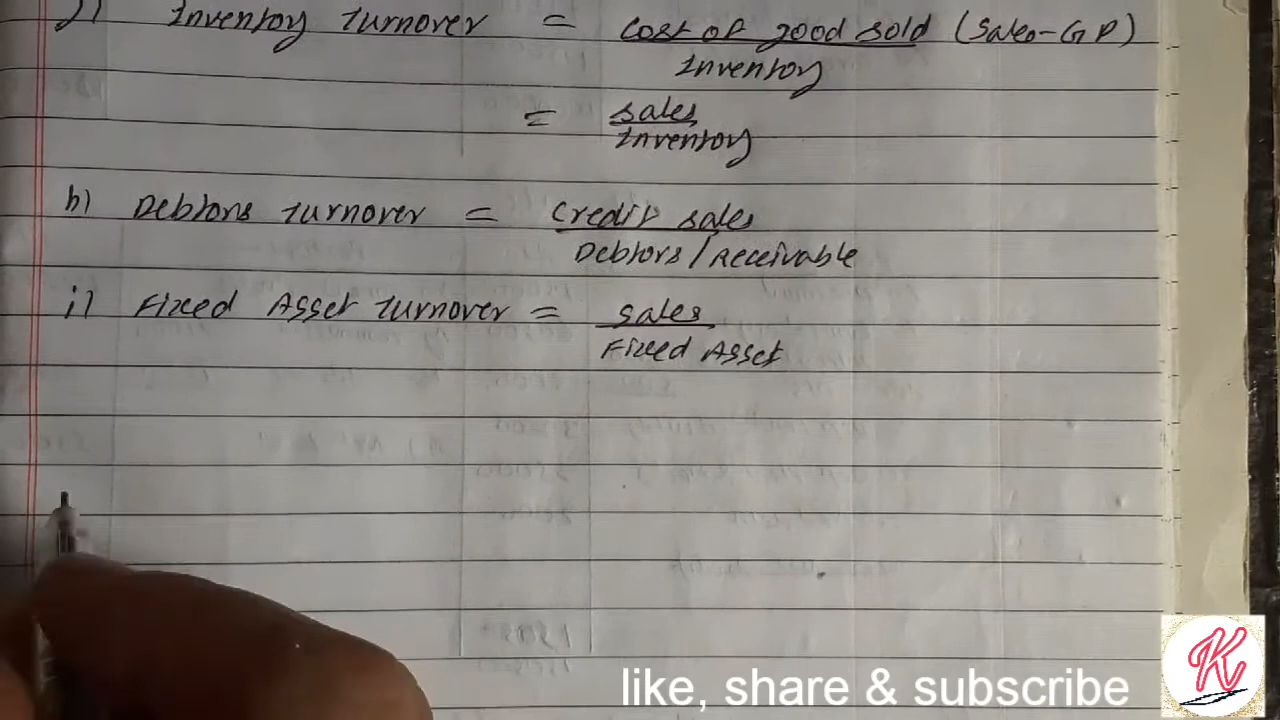 g) Inventory turnover = Cost of good sold (Sales-GP)
Inventory
= Sales
Inventory
h) Debtors turnover = Credit sales
Debtors / Receivable
i) Fixed Asset turnover = Sales
Fixed Asset
like, share & subscribe
K